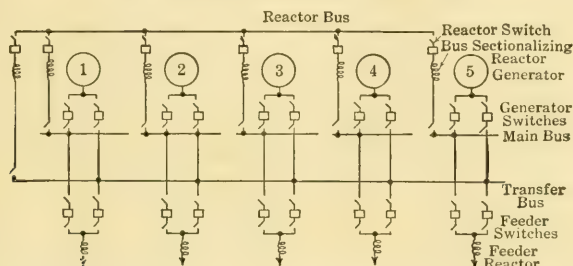 Reactor Bus
Reactor Switch
Bus Sectionalizing
Reactor
Generator
1
2
3
4
5
Generator
Switches
Main Bus
Transfer
Bus
Feeder
Switches
Feeder
Reactor